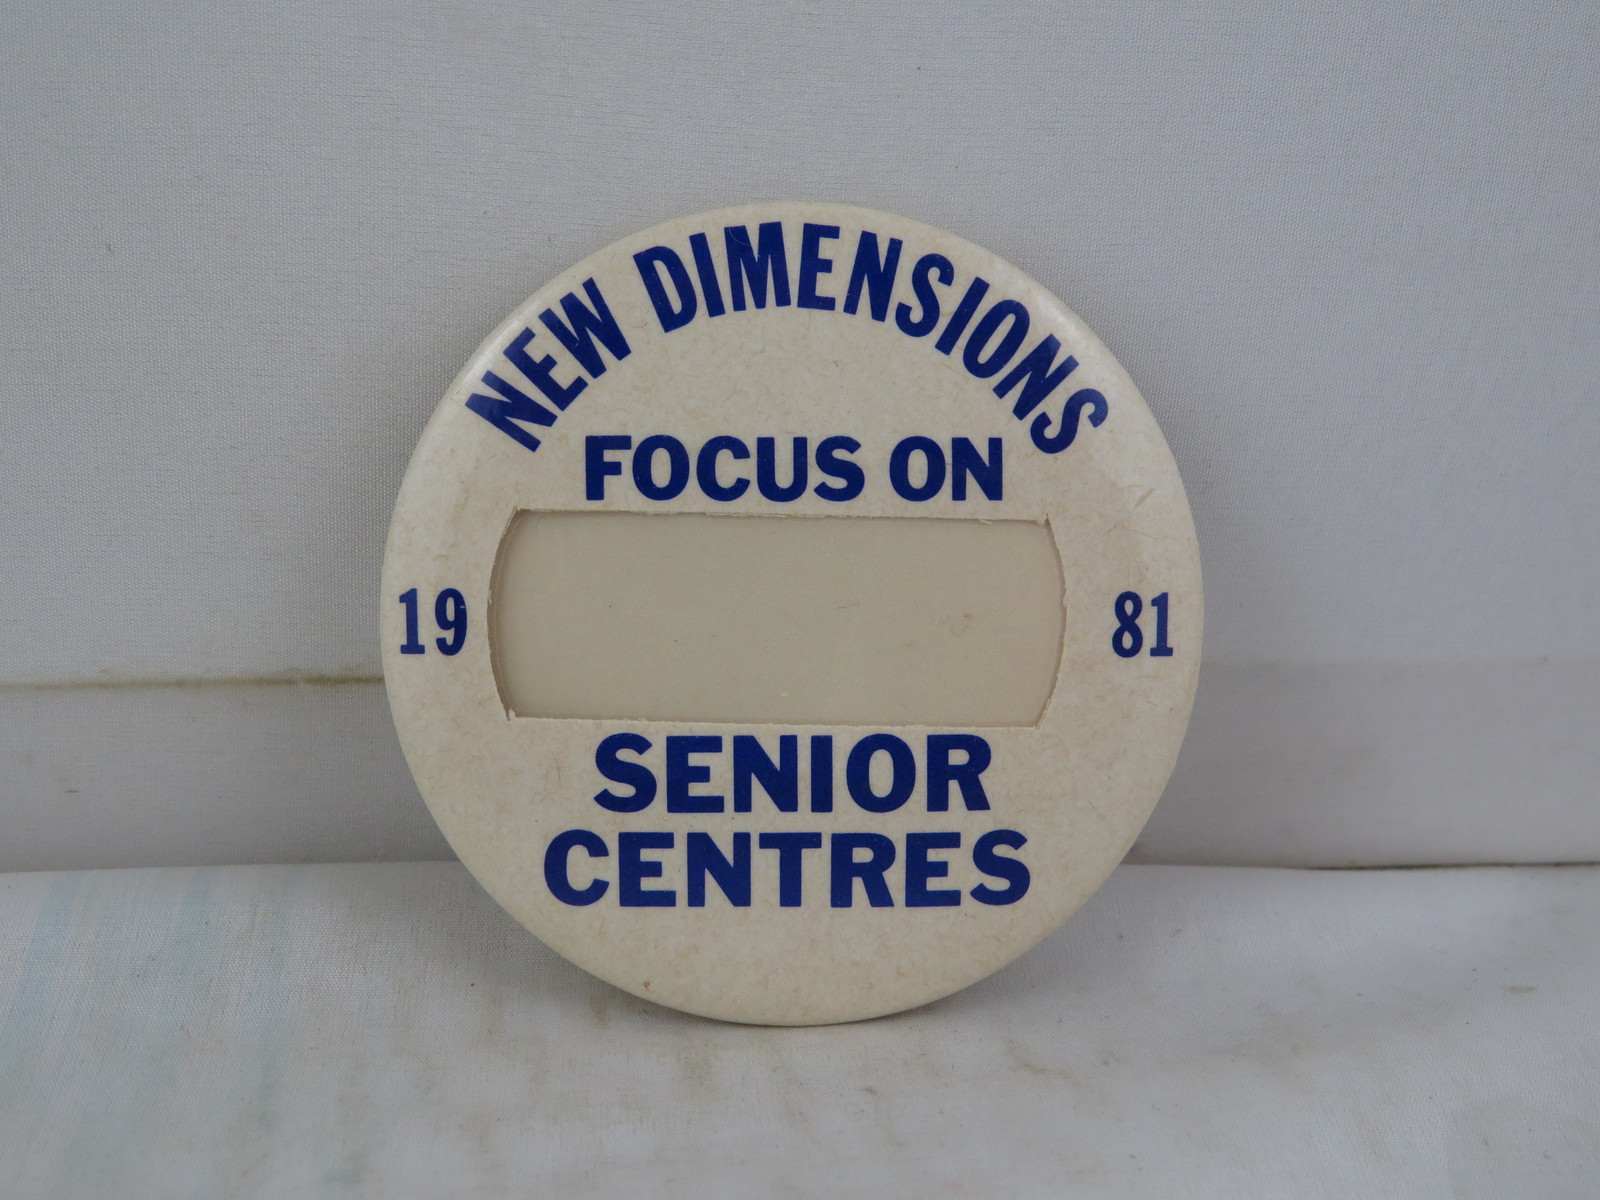 NEW DIMENSIONS
FOCUS ON
19 81
SENIOR
CENTRES